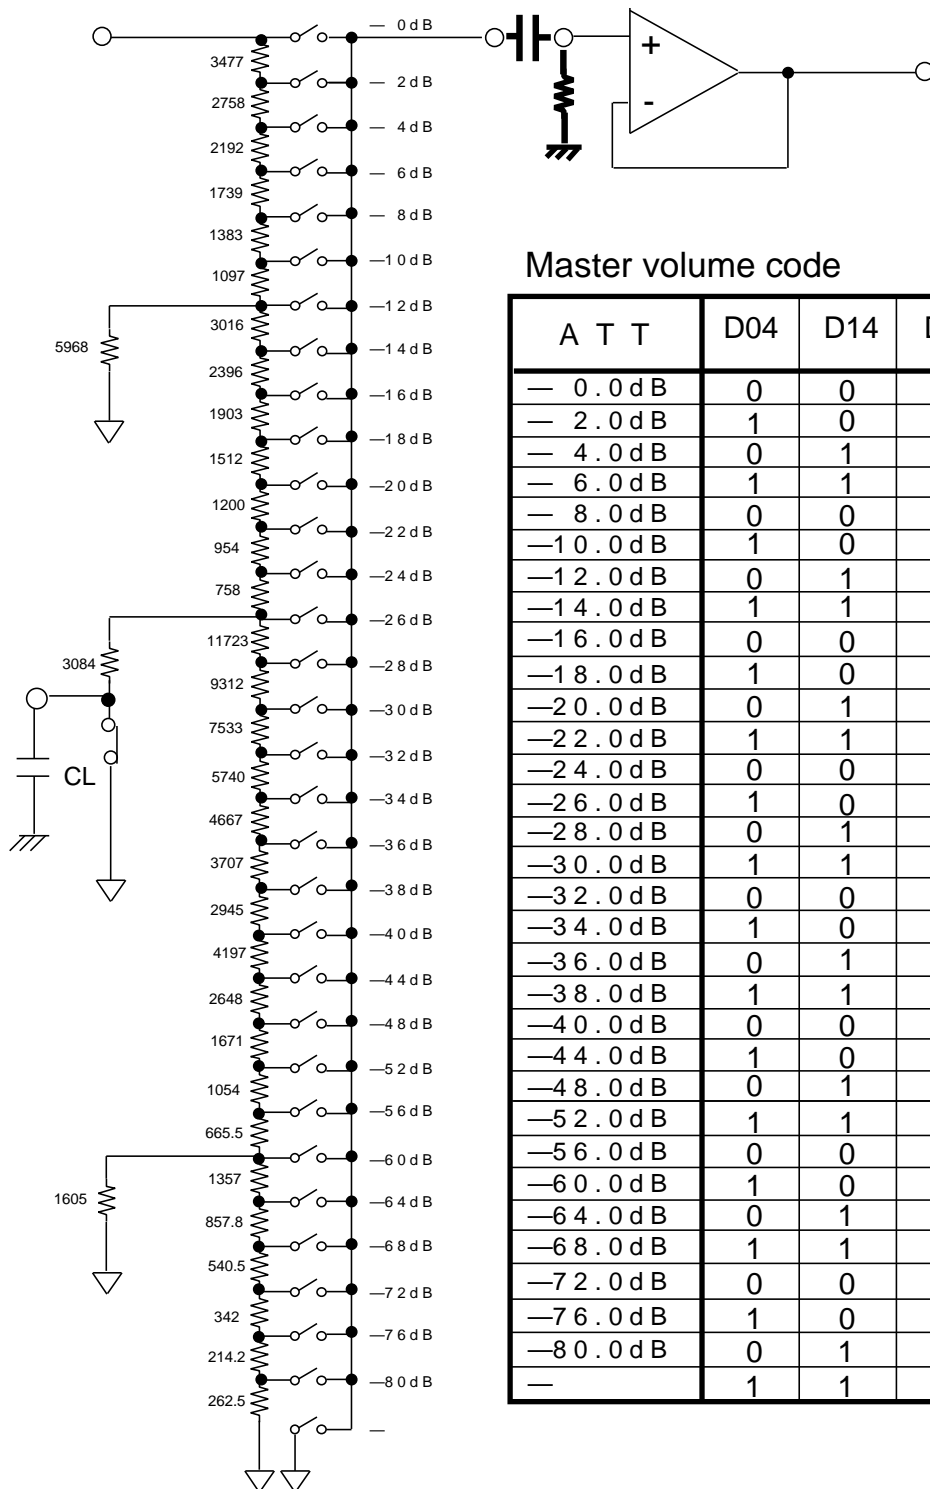 — 0dB
3477
— 2dB
2758
— 4dB
2192
— 6dB
1739
— 8dB
1383
—10dB
1097
—12dB
5968
3016
—14dB
2396
—16dB
1903
—18dB
1512
—20dB
1200
—22dB
954
—24dB
758
—26dB
11723
3084
—28dB
9312
—30dB
7533
—32dB
CL
5740
—34dB
4667
—36dB
3707
—38dB
2945
—40dB
4197
—44dB
2648
—48dB
1671
—52dB
1054
—56dB
665.5
—60dB
1605
1357
—64dB
857.8
—68dB
540.5
—72dB
342
—76dB
214.2
—80dB
262.5
—
+
-
Master volume code
ATT D04 D14
— 0.0dB 0 0
— 2.0dB 1 0
— 4.0dB 0 1
— 6.0dB 1 1
— 8.0dB 0 0
—10.0dB 1 0
—12.0dB 0 1
—14.0dB 1 1
—16.0dB 0 0
—18.0dB 1 0
—20.0dB 0 1
—22.0dB 1 1
—24.0dB 0 0
—26.0dB 1 0
—28.0dB 0 1
—30.0dB 1 1
—32.0dB 0 0
—34.0dB 1 0
—36.0dB 0 1
—38.0dB 1 1
—40.0dB 0 0
—44.0dB 1 0
—48.0dB 0 1
—52.0dB 1 1
—56.0dB 0 0
—60.0dB 1 0
—64.0dB 0 1
—68.0dB 1 1
—72.0dB 0 0
—76.0dB 1 0
—80.0dB 0 1
— 1 1